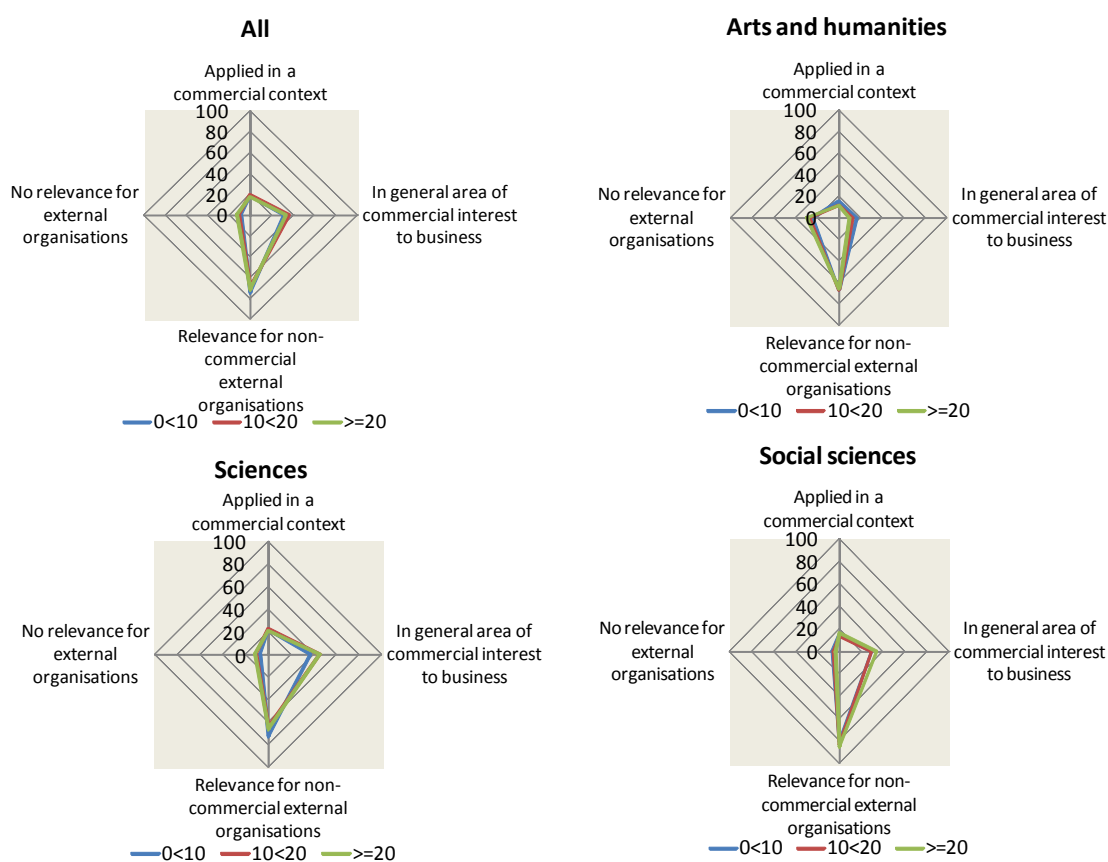 All
Applied in a
commercial context
100
80
60
40
20
0
No relevance for
external
organisations
In general area of
commercial interest
to business
Relevance for non-
commercial
external
organisations
0<10 10<20 >=20
Arts and humanities
Applied in a
commercial context
100
80
60
40
20
0
No relevance for
external
organisations
In general area of
commercial interest
to business
Relevance for non-
commercial external
organisations
0<10 10<20 >=20
Sciences
Applied in a
commercial context
100
80
60
40
20
0
No relevance for
external
organisations
In general area of
commercial interest
to business
Relevance for non-
commercial external
organisations
0<10 10<20 >=20
Social sciences
Applied in a
commercial context
100
80
60
40
20
0
No relevance for
external
organisations
In general area of
commercial interest
to business
Relevance for non-
commercial external
organisations
0<10 10<20 >=20